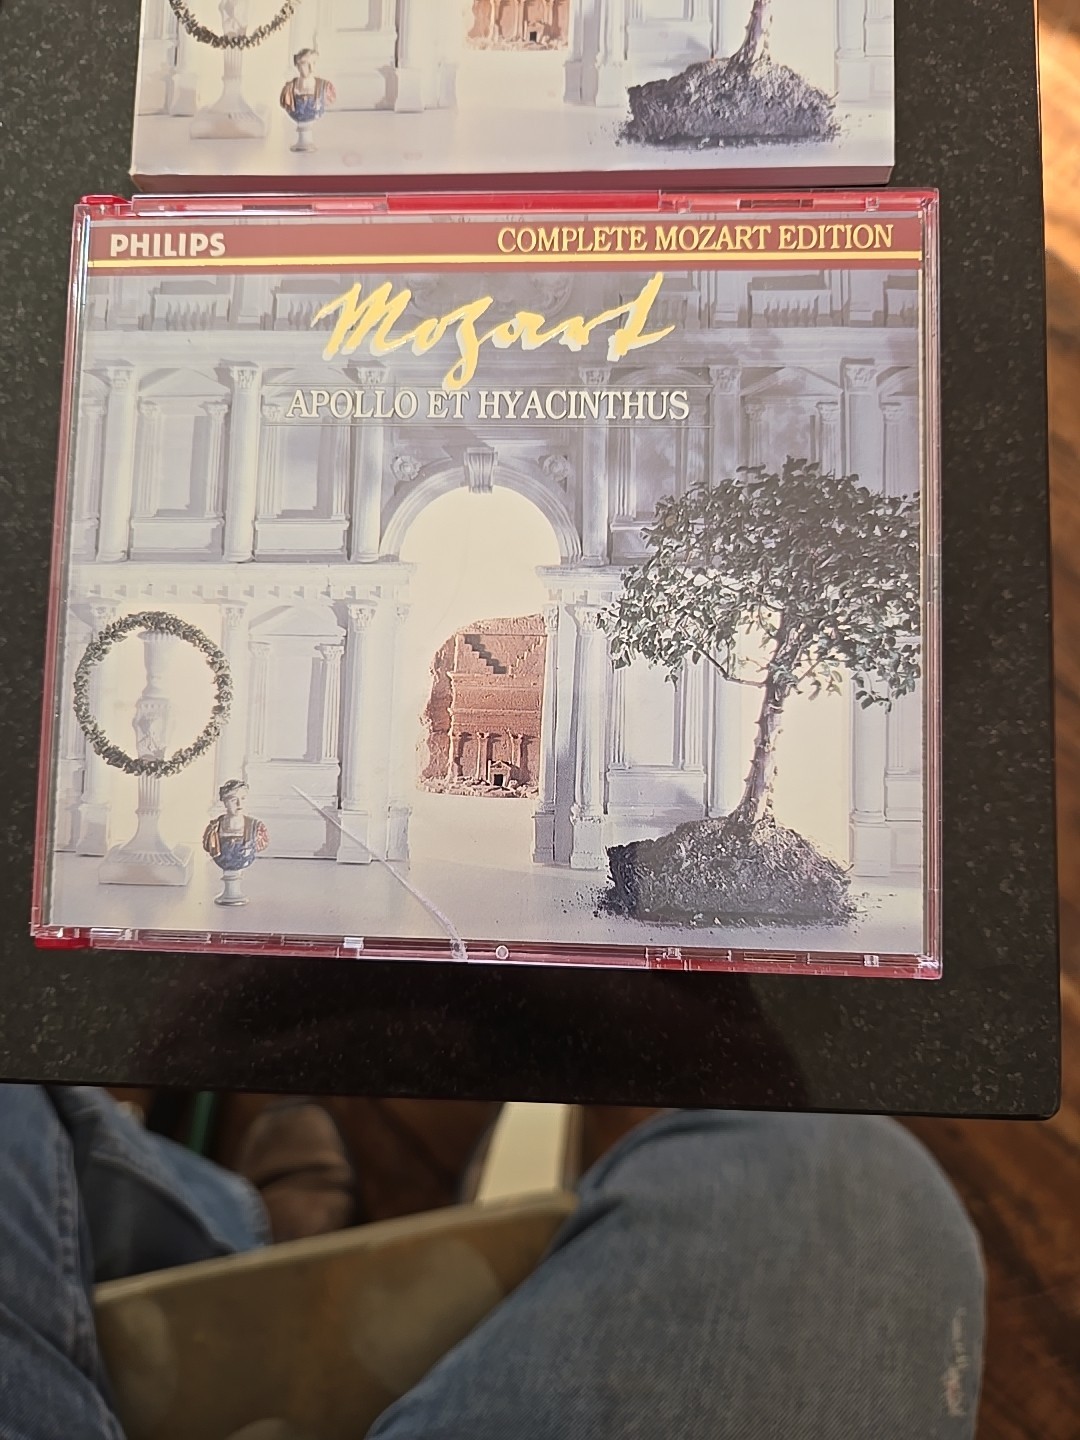 PHILIPS COMPLETE MOZART EDITION
Mozart
APOLLO ET HYACINTHUS